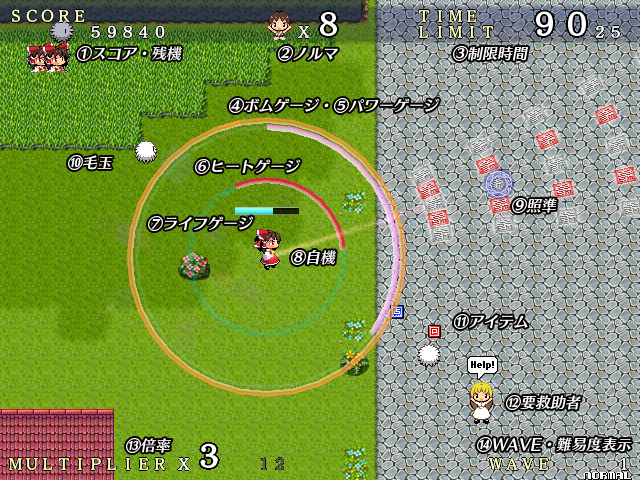 SCORE
59840
X 8
TIME
LIMIT
90 25
①スコア・残機
②ノルマ
③制限時間
④ボムゲージ・⑤パワーゲージ
⑩毛玉
⑥ヒートゲージ
⑦ライフゲージ
⑨照準
⑧自機
回
回
⑪アイテム
Help!
⑫要救助者
⑬倍率
⑭WAVE・難易度表示
MULTIPLIER X 3
12
WAVE 1
NORMAL